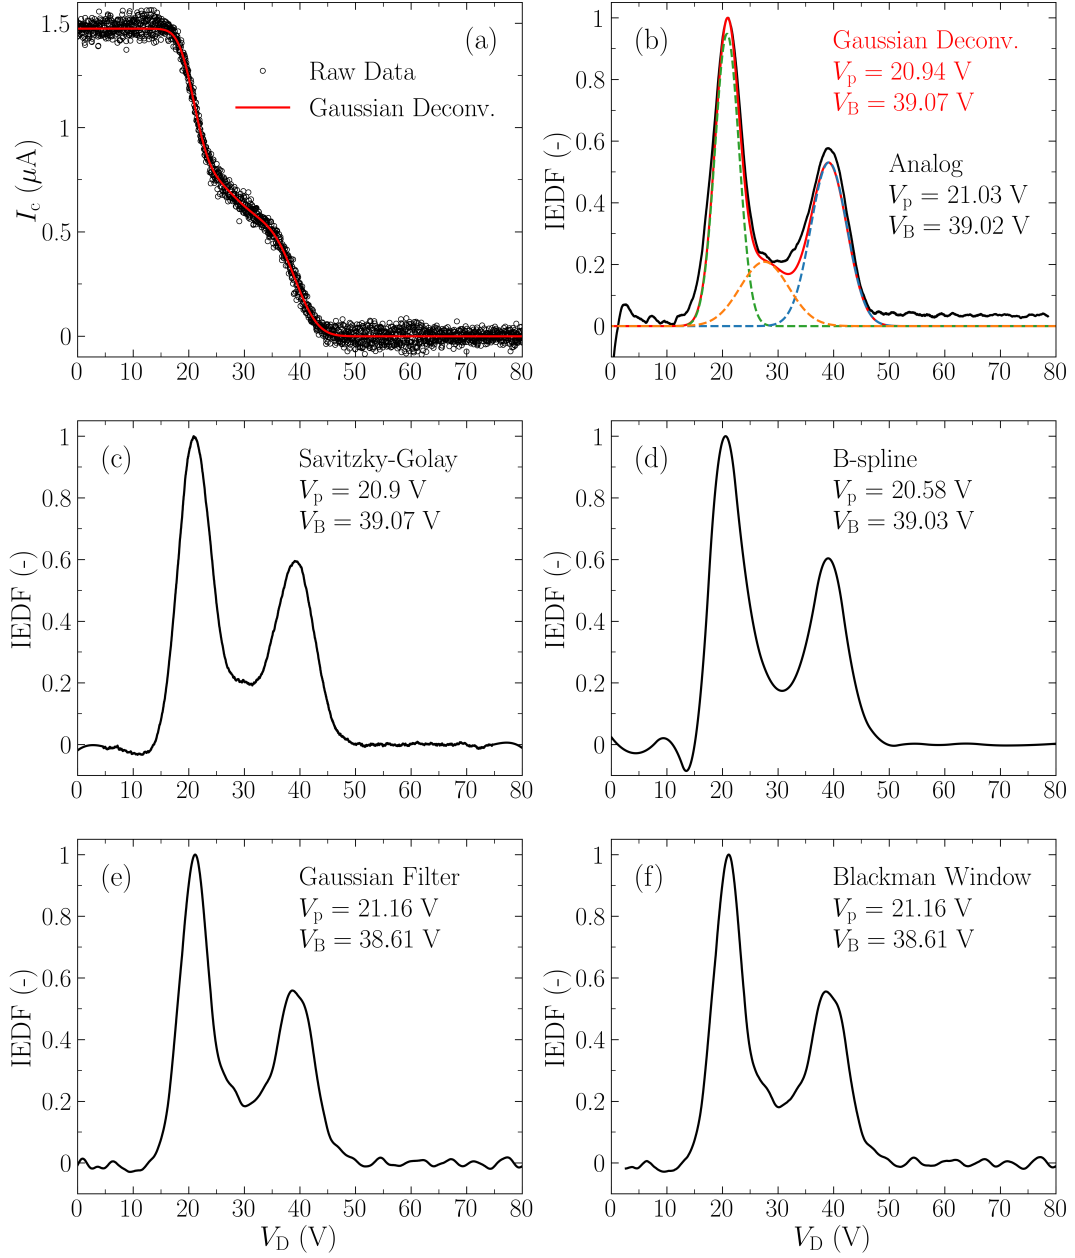 (a)
Raw Data
Gaussian Deconv.
I_c (μA)
1.5
1
0.5
0
0 10 20 30 40 50 60 70 80
(b)
Gaussian Deconv.
V_p = 20.94 V
V_B = 39.07 V
Analog
V_p = 21.03 V
V_B = 39.02 V
IEDF (-)
1
0.8
0.6
0.4
0.2
0
0 10 20 30 40 50 60 70 80
(c)
Savitzky-Golay
V_p = 20.9 V
V_B = 39.07 V
IEDF (-)
1
0.8
0.6
0.4
0.2
0
0 10 20 30 40 50 60 70 80
(d)
B-spline
V_p = 20.58 V
V_B = 39.03 V
IEDF (-)
1
0.8
0.6
0.4
0.2
0
0 10 20 30 40 50 60 70 80
(e)
Gaussian Filter
V_p = 21.16 V
V_B = 38.61 V
IEDF (-)
1
0.8
0.6
0.4
0.2
0
0 10 20 30 40 50 60 70 80
V_D (V)
(f)
Blackman Window
V_p = 21.16 V
V_B = 38.61 V
IEDF (-)
1
0.8
0.6
0.4
0.2
0
0 10 20 30 40 50 60 70 80
V_D (V)